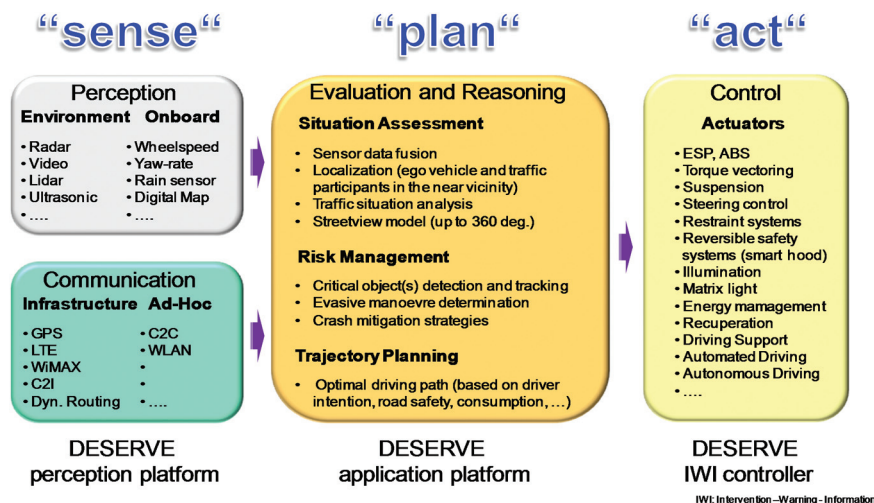 “sense“
“plan“
“act“
Perception
Environment Onboard
•Radar
•Video
•Lidar
•Ultrasonic
•....
•Wheelspeed
•Yaw-rate
•Rain sensor
•Digital Map
•....
Communication
Infrastructure Ad-Hoc
•GPS
•LTE
•WiMAX
•C2I
•Dyn. Routing
•C2C
•WLAN
•
•
•....
DESERVE
perception platform
Evaluation and Reasoning
Situation Assessment
• Sensor data fusion
• Localization (ego vehicle and traffic
participants in the near vicinity)
• Traffic situation analysis
• Streetview model (up to 360 deg.)
Risk Management
• Critical object(s) detection and tracking
• Evasive manoevre determination
• Crash mitigation strategies
Trajectory Planning
• Optimal driving path (based on driver
intention, road safety, consumption, …)
DESERVE
application platform
Control
Actuators
• ESP, ABS
• Torque vectoring
• Suspension
• Steering control
• Restraint systems
• Reversible safety
systems (smart hood)
• Illumination
• Matrix light
• Energy mamagement
• Recuperation
• Driving Support
• Automated Driving
• Autonomous Driving
• ....
DESERVE
IWI controller
IWI: Intervention–Warning-Information